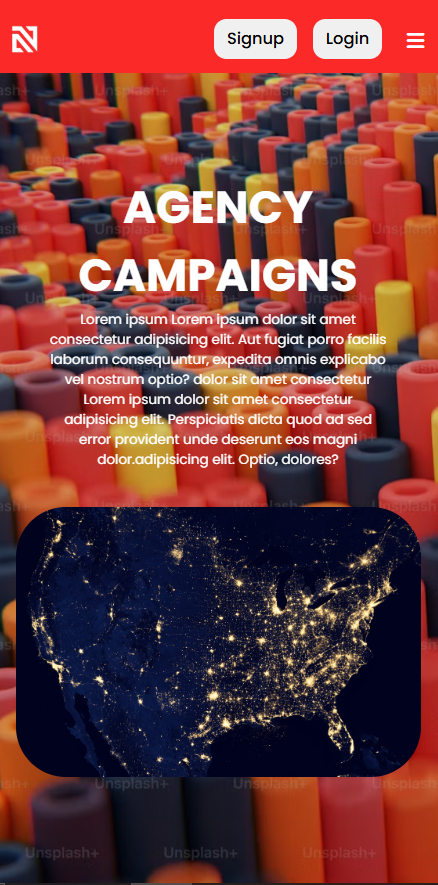 Signup Login
AGENCY
CAMPAIGNS
Lorem ipsum Lorem ipsum dolor sit amet
consectetur adipisicing elit. Aut fugiat porro facilis
laborum consequuntur, expedita omnis explicabo
vel nostrum optio? dolor sit amet consectetur
Lorem ipsum dolor sit amet consectetur
adipisicing elit. Perspiciatis dicta quod ad sed
error provident unde deserunt eos magni
dolor.adipisicing elit. Optio, dolores?
Unsplash+ Unsplash+ Unsplash+
Unsplash+ Unsplash+ Unsplash+